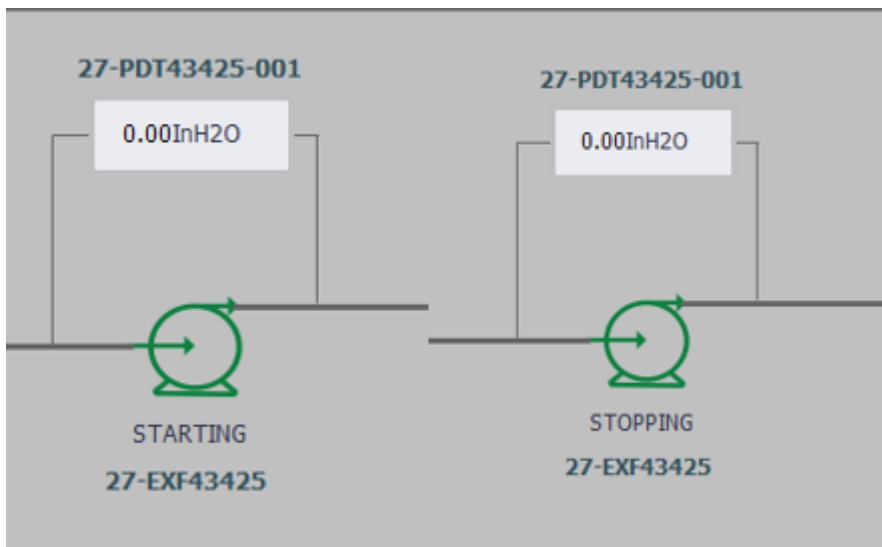 27-PDT43425-001
0.00InH2O
STARTING
27-EXF43425
27-PDT43425-001
0.00InH2O
STOPPING
27-EXF43425